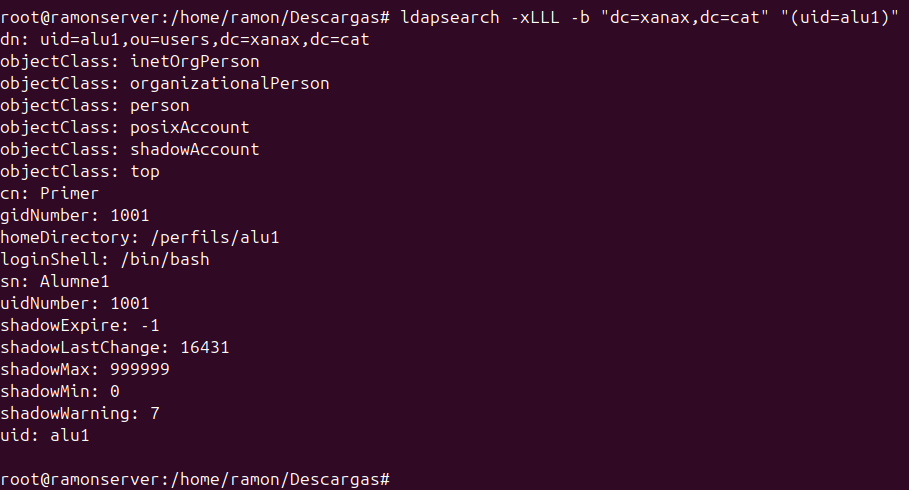 root@ramonserver:/home/ramon/Descargas# ldapsearch -xLLL -b "dc=xanax,dc=cat" "(uid=alu1)"
dn: uid=alu1,ou=users,dc=xanax,dc=cat
objectClass: inetOrgPerson
objectClass: organizationalPerson
objectClass: person
objectClass: posixAccount
objectClass: shadowAccount
objectClass: top
cn: Primer
gidNumber: 1001
homeDirectory: /perfils/alu1
loginShell: /bin/bash
sn: Alumne1
uidNumber: 1001
shadowExpire: -1
shadowLastChange: 16431
shadowMax: 999999
shadowMin: 0
shadowWarning: 7
uid: alu1
root@ramonserver:/home/ramon/Descargas#